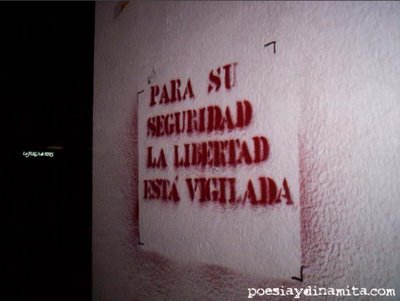 PARA SU
SEGURIDAD
LA LIBERTAD
ESTÁ VIGILADA
poesiaydinamita.com